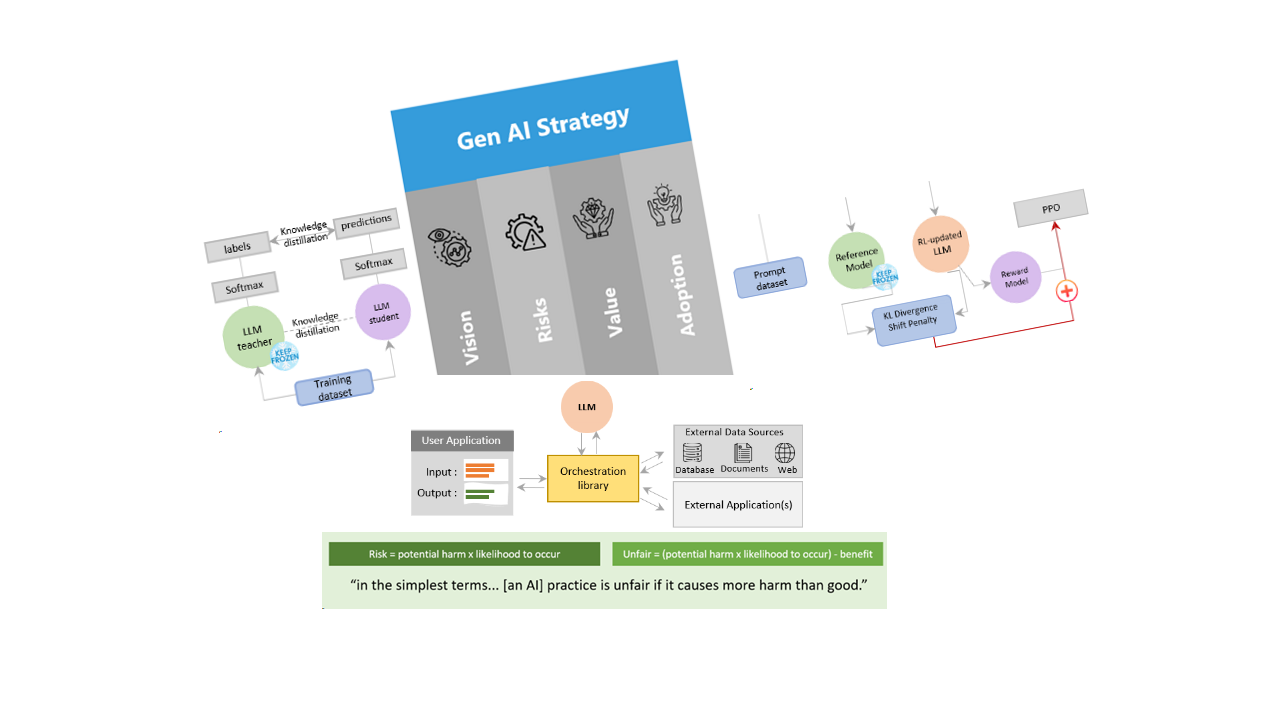 Gen AI Strategy
Vision
Risks
Value
Adoption
labels
Knowledge
distillation
predictions
Softmax
Softmax
LLM
teacher
KEEP
FROZEN
Knowledge
distillation
LLM
student
Training
dataset
Prompt
dataset
Reference
Model
KEEP
FROZEN
RL-updated
LLM
Reward
Model
PPO
KL Divergence
Shift Penalty
LLM
User Application
Input :
Output :
Orchestration
library
External Data Sources
Database
Documents
Web
External Application(s)
Risk = potential harm x likelihood to occur
Unfair = (potential harm x likelihood to occur) - benefit
“in the simplest terms... [an AI] practice is unfair if it causes more harm than good.”